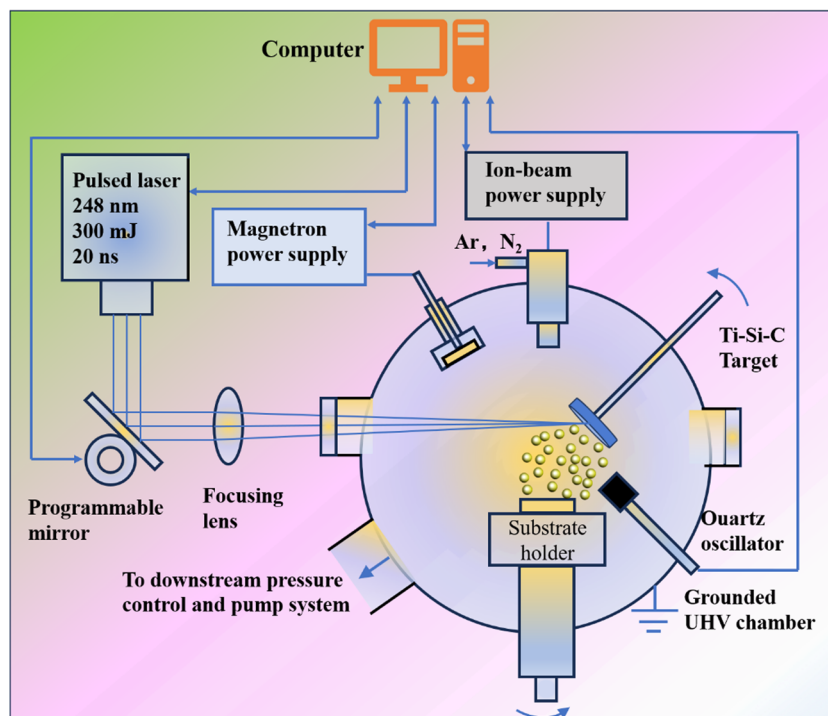 Computer
Pulsed laser
248 nm
300 mJ
20 ns
Ion-beam
power supply
Magnetron
power supply
Ar, N₂
Ti-Si-C
Target
Programmable
mirror
Focusing
lens
Substrate
holder
Ouartz
oscillator
To downstream pressure
control and pump system
Grounded
UHV chamber